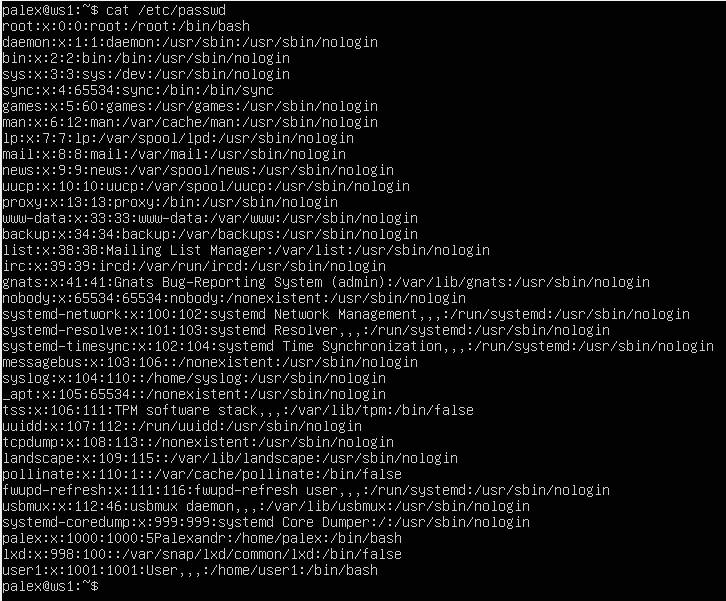 palex@ws1:~$ cat /etc/passwd
root:x:0:0:root:/root:/bin/bash
daemon:x:1:1:daemon:/usr/sbin:/usr/sbin/nologin
bin:x:2:2:bin:/bin:/usr/sbin/nologin
sys:x:3:3:sys:/dev:/usr/sbin/nologin
sync:x:4:65534:sync:/bin:/bin/sync
games:x:5:60:games:/usr/games:/usr/sbin/nologin
man:x:6:12:man:/var/cache/man:/usr/sbin/nologin
lp:x:7:7:lp:/var/spool/lpd:/usr/sbin/nologin
mail:x:8:8:mail:/var/mail:/usr/sbin/nologin
news:x:9:9:news:/var/spool/news:/usr/sbin/nologin
uucp:x:10:10:uucp:/var/spool/uucp:/usr/sbin/nologin
proxy:x:13:13:proxy:/bin:/usr/sbin/nologin
www-data:x:33:33:www-data:/var/www:/usr/sbin/nologin
backup:x:34:34:backup:/var/backups:/usr/sbin/nologin
list:x:38:38:Mailing List Manager:/var/list:/usr/sbin/nologin
irc:x:39:39:ircd:/var/run/ircd:/usr/sbin/nologin
gnats:x:41:41:Gnats Bug-Reporting System (admin):/var/lib/gnats:/usr/sbin/nologin
nobody:x:65534:65534:nobody:/nonexistent:/usr/sbin/nologin
systemd-network:x:100:102:systemd Network Management,,,:/run/systemd:/usr/sbin/nologin
systemd-resolve:x:101:103:systemd Resolver,,,:/run/systemd:/usr/sbin/nologin
systemd-timesync:x:102:104:systemd Time Synchronization,,,:/run/systemd:/usr/sbin/nologin
messagebus:x:103:106::/nonexistent:/usr/sbin/nologin
syslog:x:104:110::/home/syslog:/usr/sbin/nologin
_apt:x:105:65534::/nonexistent:/usr/sbin/nologin
tss:x:106:111:TPM software stack,,,:/var/lib/tpm:/bin/false
uuidd:x:107:112::/run/uuidd:/usr/sbin/nologin
tcpdump:x:108:113::/nonexistent:/usr/sbin/nologin
landscape:x:109:115::/var/lib/landscape:/usr/sbin/nologin
pollinate:x:110:1::/var/cache/pollinate:/bin/false
fwupd-refresh:x:111:116:fwupd-refresh user,,,:/run/systemd:/usr/sbin/nologin
usbmux:x:112:46:usbmux daemon,,,:/var/lib/usbmux:/usr/sbin/nologin
systemd-coredump:x:999:999:systemd Core Dumper:/:/usr/sbin/nologin
palex:x:1000:1000:5Palexandr:/home/palex:/bin/bash
lxd:x:998:100::/var/snap/lxd/common/lxd:/bin/false
user1:x:1001:1001:User,,,:/home/user1:/bin/bash
palex@ws1:~$